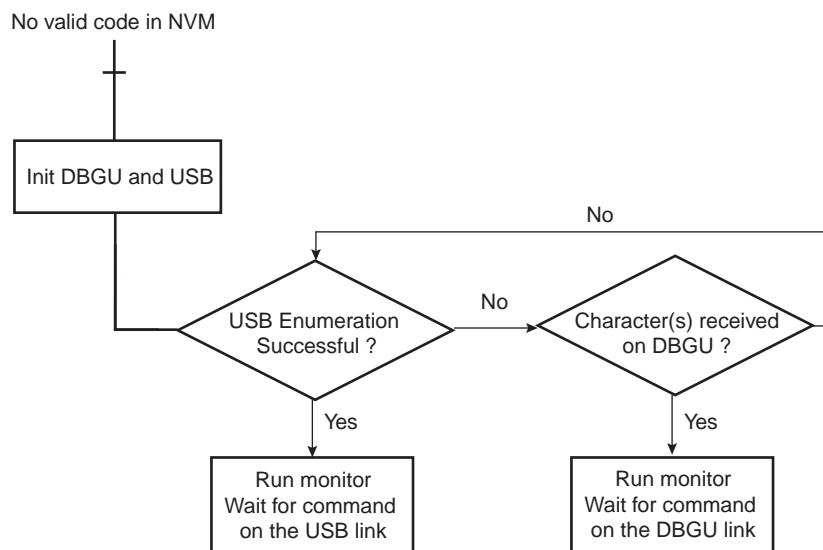 No valid code in NVM
Init DBGU and USB
No
USB Enumeration
Successful ?
No
Character(s) received
on DBGU ?
Yes
Yes
Run monitor
Wait for command
on the USB link
Run monitor
Wait for command
on the DBGU link